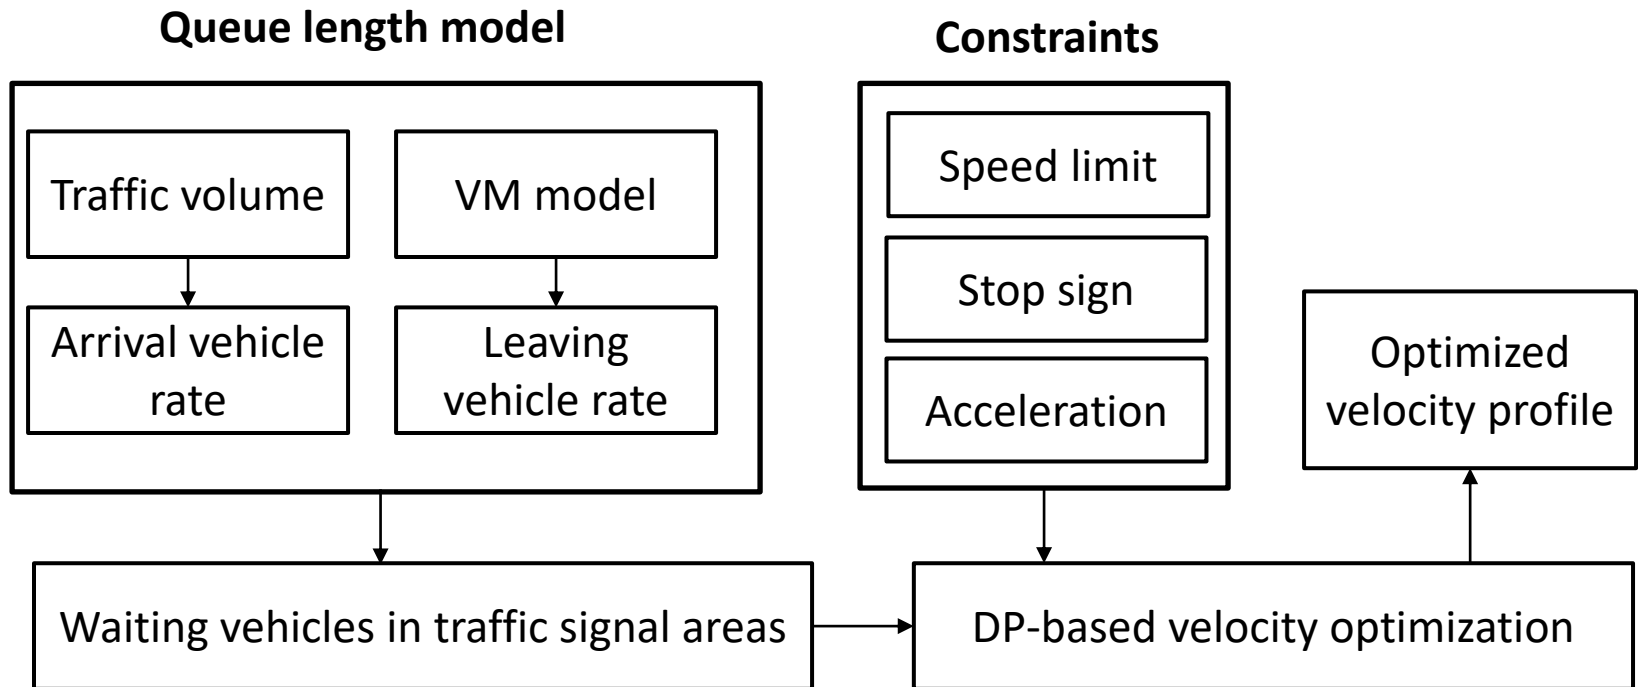 Queue length model
Constraints
Traffic volume
VM model
Arrival vehicle
rate
Leaving
vehicle rate
Speed limit
Stop sign
Acceleration
Optimized
velocity profile
Waiting vehicles in traffic signal areas
DP-based velocity optimization